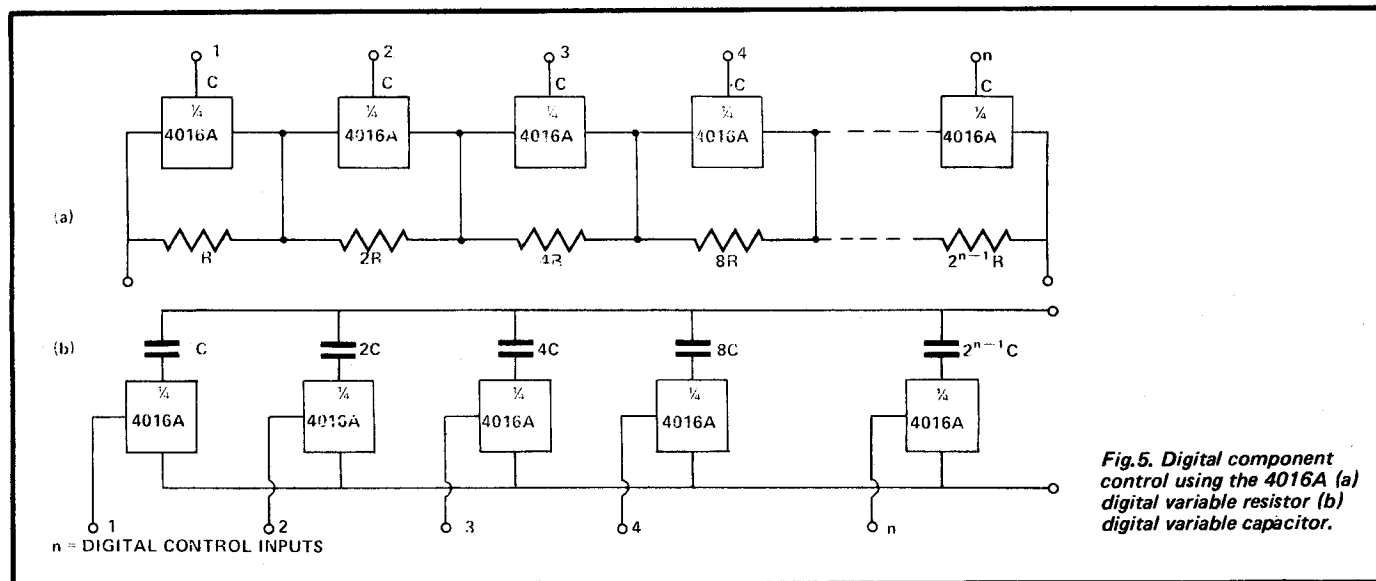 1 2 3 4 n
C C C C C
¼ ¼ ¼ ¼ ¼
4016A 4016A 4016A 4016A 4016A
(a)
R 2R 4R 8R 2ⁿ⁻¹R
(b)
C 2C 4C 8C 2ⁿ⁻¹C
¼ ¼ ¼ ¼ ¼
4016A 4016A 4016A 4016A 4016A
1 2 3 4 n
n = DIGITAL CONTROL INPUTS
Fig.5. Digital component
control using the 4016A (a)
digital variable resistor (b)
digital variable capacitor.